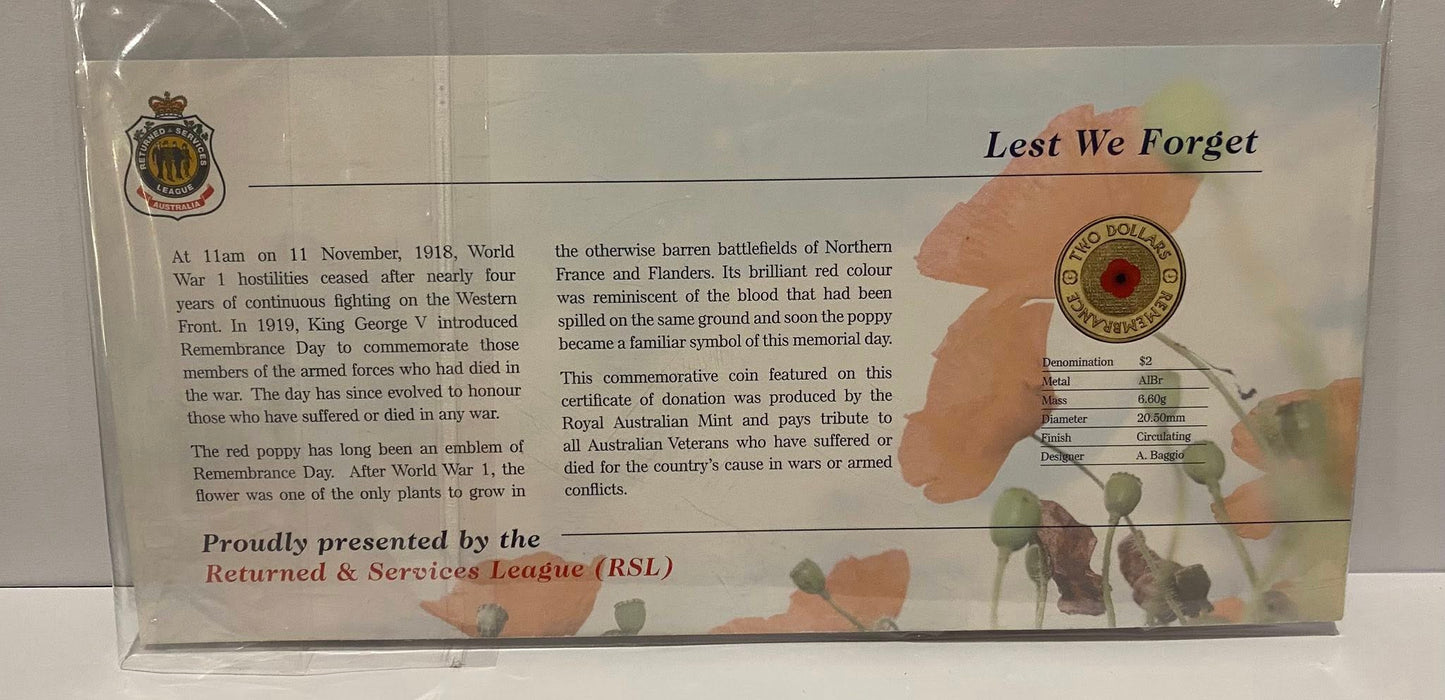 RETURNED & SERVICES
LEAGUE
AUSTRALIA
Lest We Forget
At 11am on 11 November, 1918, World
War 1 hostilities ceased after nearly four
years of continuous fighting on the Western
Front. In 1919, King George V introduced
Remembrance Day to commemorate those
members of the armed forces who had died in
the war. The day has since evolved to honour
those who have suffered or died in any war.
The red poppy has long been an emblem of
Remembrance Day. After World War 1, the
flower was one of the only plants to grow in
the otherwise barren battlefields of Northern
France and Flanders. Its brilliant red colour
was reminiscent of the blood that had been
spilled on the same ground and soon the poppy
became a familiar symbol of this memorial day.
This commemorative coin featured on this
certificate of donation was produced by the
Royal Australian Mint and pays tribute to
all Australian Veterans who have suffered or
died for the country's cause in wars or armed
conflicts.
TWO DOLLARS
REMEMBRANCE
Denomination $2
Metal AlBr
Mass 6.60g
Diameter 20.50mm
Finish Circulating
Designer A. Baggio
Proudly presented by the
Returned & Services League (RSL)